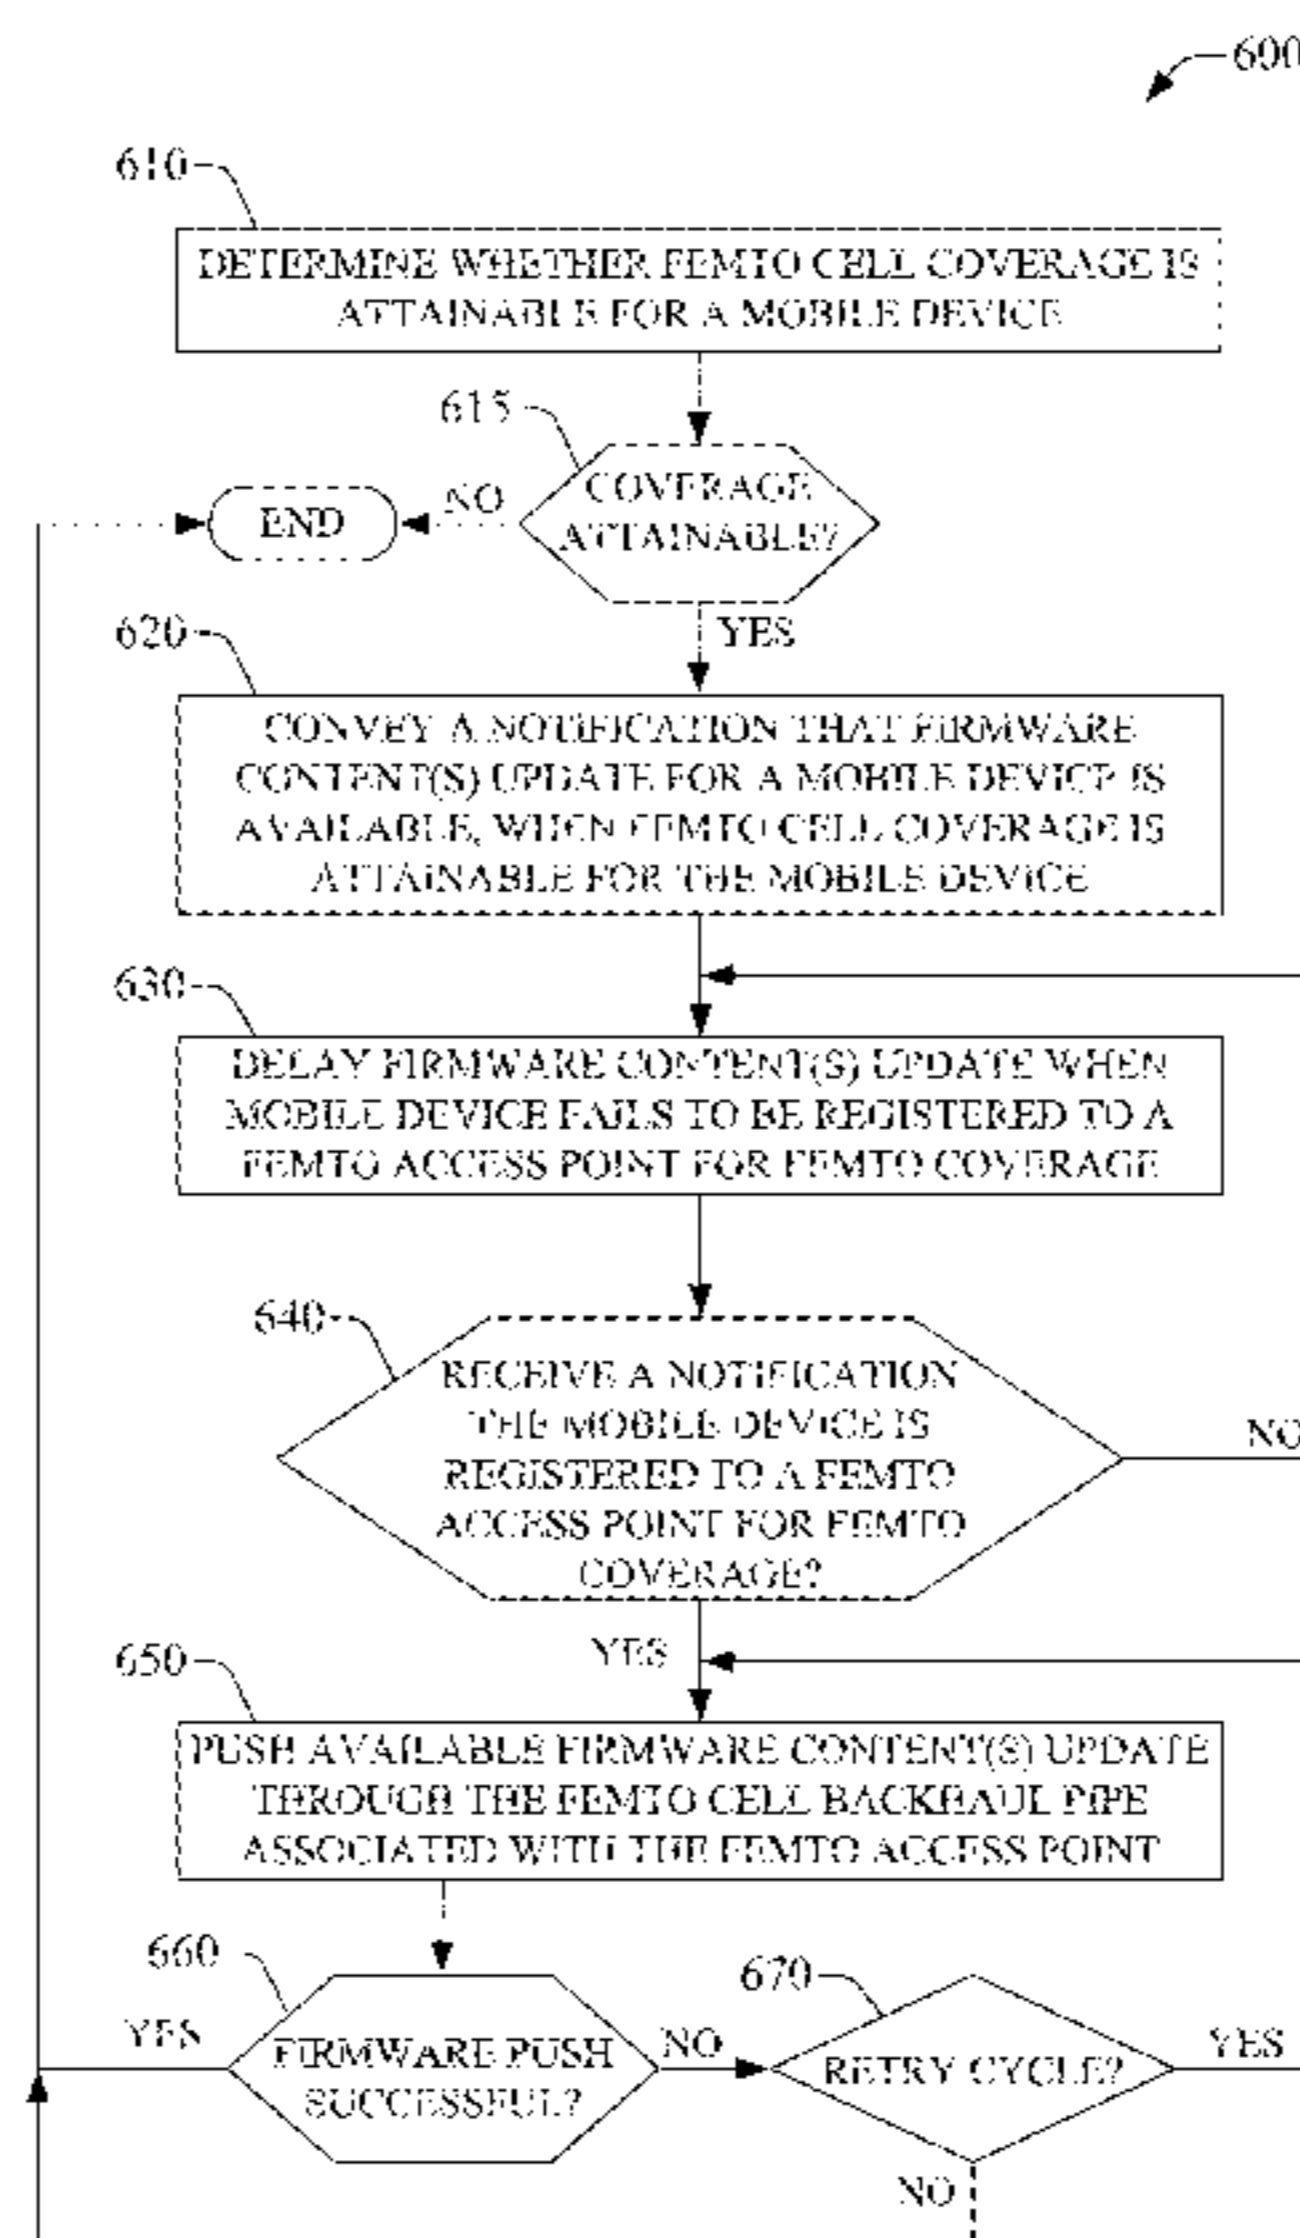 600
610
DETERMINE WHETHER FEMTO CELL COVERAGE IS
ATTAINABLE FOR A MOBILE DEVICE
615
COVERAGE
ATTAINABLE?
NO
END
YES
620
CONVEY A NOTIFICATION THAT FIRMWARE
CONTENT(S) UPDATE FOR A MOBILE DEVICE IS
AVAILABLE, WHEN FEMTO CELL COVERAGE IS
ATTAINABLE FOR THE MOBILE DEVICE
630
DELAY FIRMWARE CONTENT(S) UPDATE WHEN
MOBILE DEVICE FAILS TO BE REGISTERED TO A
FEMTO ACCESS POINT FOR FEMTO COVERAGE
640
RECEIVE A NOTIFICATION
THE MOBILE DEVICE IS
REGISTERED TO A FEMTO
ACCESS POINT FOR FEMTO
COVERAGE?
NO
YES
650
PUSH AVAILABLE FIRMWARE CONTENT(S) UPDATE
THROUGH THE FEMTO CELL BACKHAUL PIPE
ASSOCIATED WITH THE FEMTO ACCESS POINT
660
YES
FIRMWARE PUSH
SUCCESSFUL?
NO
670
RETRY CYCLE?
YES
NO